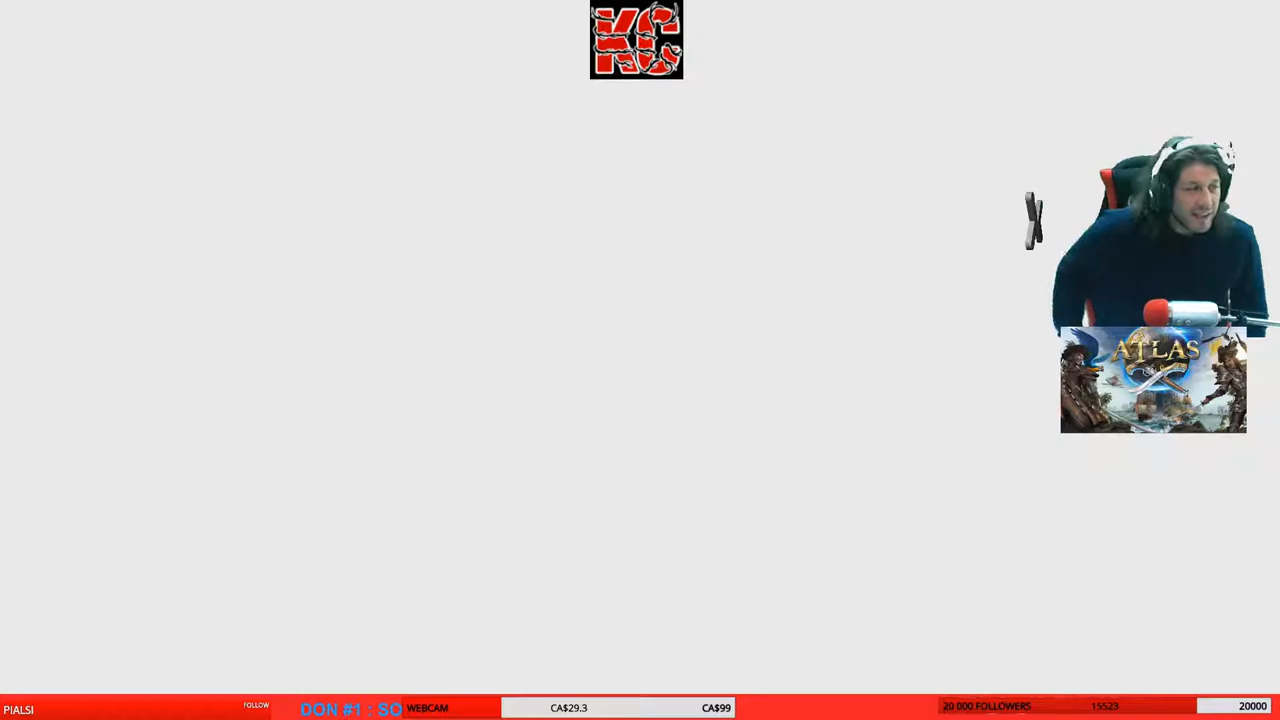 KC
ATLAS
PIALSI
FOLLOW
DON #1 : SO
WEBCAM
CA$29.3
CA$99
20 000 FOLLOWERS
15523
20000